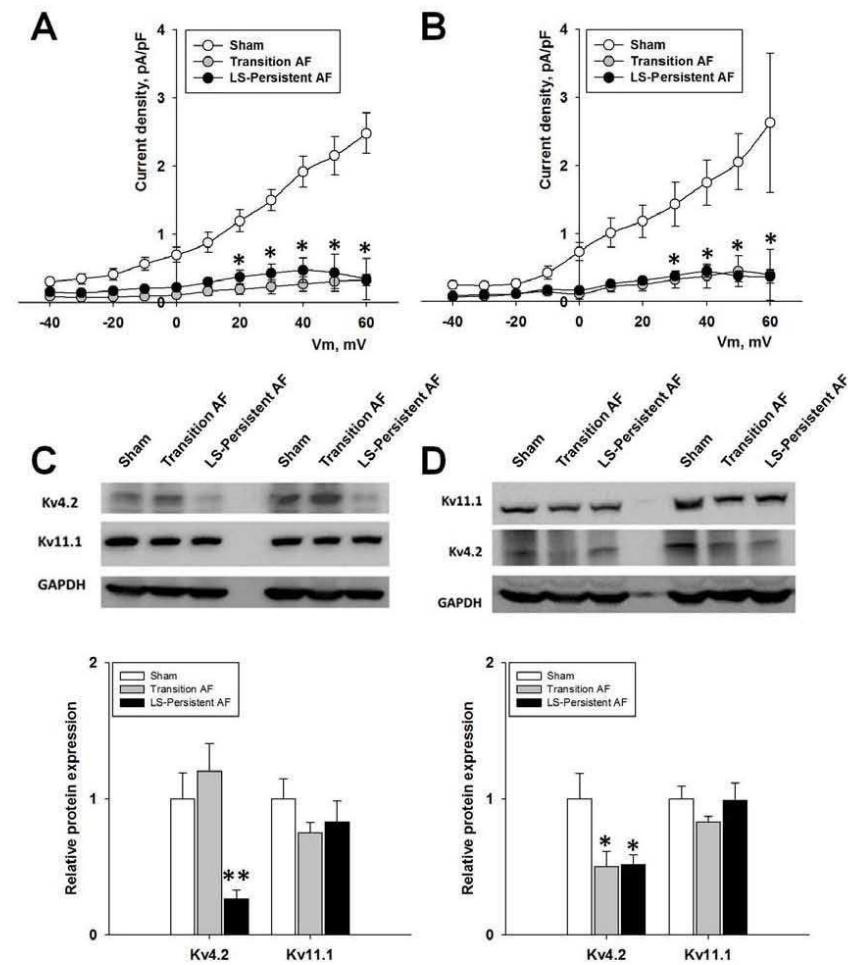 A
Current density, pA/pF
4
3
2
1
0
Sham
Transition AF
LS-Persistent AF
* * * * *
-40 -20 0 20 40 60
Vm, mV
B
Current density, pA/pF
4
3
2
1
0
Sham
Transition AF
LS-Persistent AF
* * * *
-40 -20 0 20 40 60
Vm, mV
C
Sham Transition AF LS-Persistent AF Sham Transition AF LS-Persistent AF
Kv4.2
Kv11.1
GAPDH
Relative protein expression
2
1
0
Sham
Transition AF
LS-Persistent AF
**
Kv4.2 Kv11.1
D
Sham Transition AF LS-Persistent AF Sham Transition AF LS-Persistent AF
Kv11.1
Kv4.2
GAPDH
Relative protein expression
2
1
0
Sham
Transition AF
LS-Persistent AF
* *
Kv4.2 Kv11.1